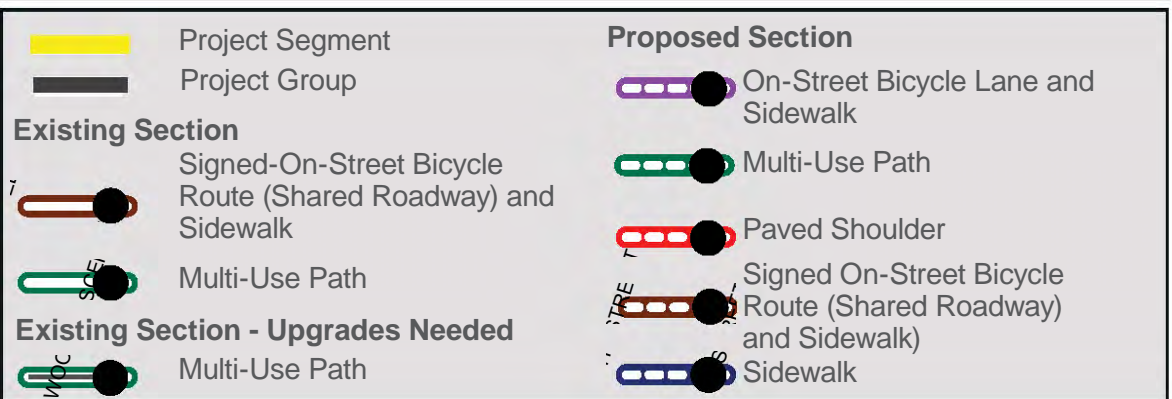 Project Segment
Project Group
Existing Section
Signed-On-Street Bicycle
Route (Shared Roadway) and
Sidewalk
Multi-Use Path
Existing Section - Upgrades Needed
Multi-Use Path
Proposed Section
On-Street Bicycle Lane and
Sidewalk
Multi-Use Path
Paved Shoulder
Signed On-Street Bicycle
Route (Shared Roadway)
and Sidewalk)
Sidewalk